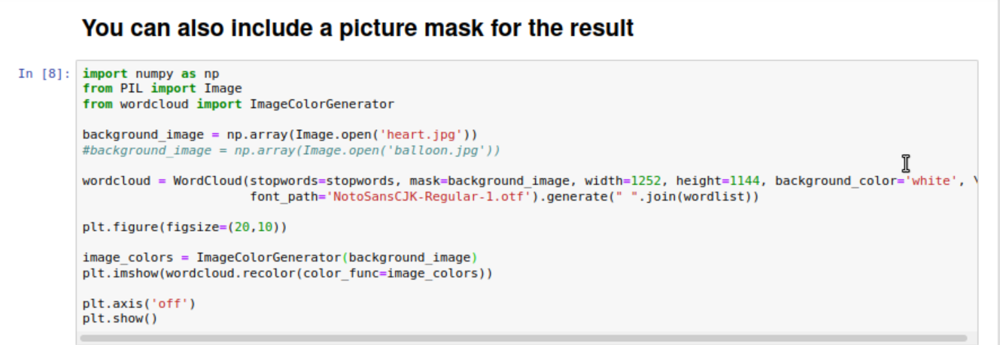 You can also include a picture mask for the result
In [8]:
import numpy as np
from PIL import Image
from wordcloud import ImageColorGenerator
background_image = np.array(Image.open('heart.jpg'))
#background_image = np.array(Image.open('balloon.jpg'))
wordcloud = WordCloud(stopwords=stopwords, mask=background_image, width=1252, height=1144, background_color='white', \
font_path='NotoSansCJK-Regular-1.otf').generate(" ".join(wordlist))
plt.figure(figsize=(20,10))
image_colors = ImageColorGenerator(background_image)
plt.imshow(wordcloud.recolor(color_func=image_colors))
plt.axis('off')
plt.show()